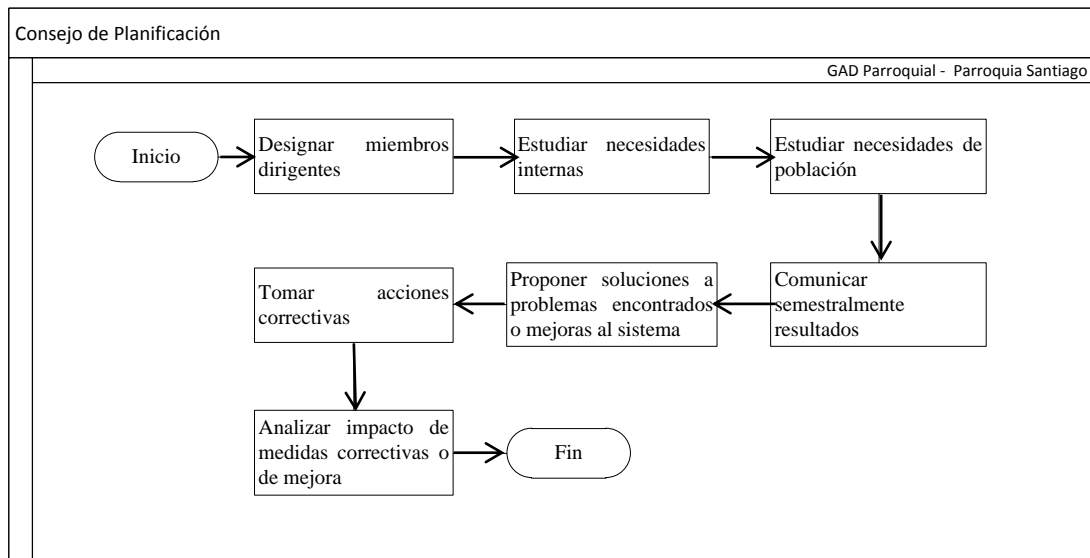 Consejo de Planificación
GAD Parroquial - Parroquia Santiago
Inicio
Designar miembros
dirigentes
Estudiar necesidades
internas
Estudiar necesidades de
población
Comunicar
semestralmente
resultados
Proponer soluciones a
problemas encontrados
o mejoras al sistema
Tomar acciones
correctivas
Analizar impacto de
medidas correctivas o
de mejora
Fin